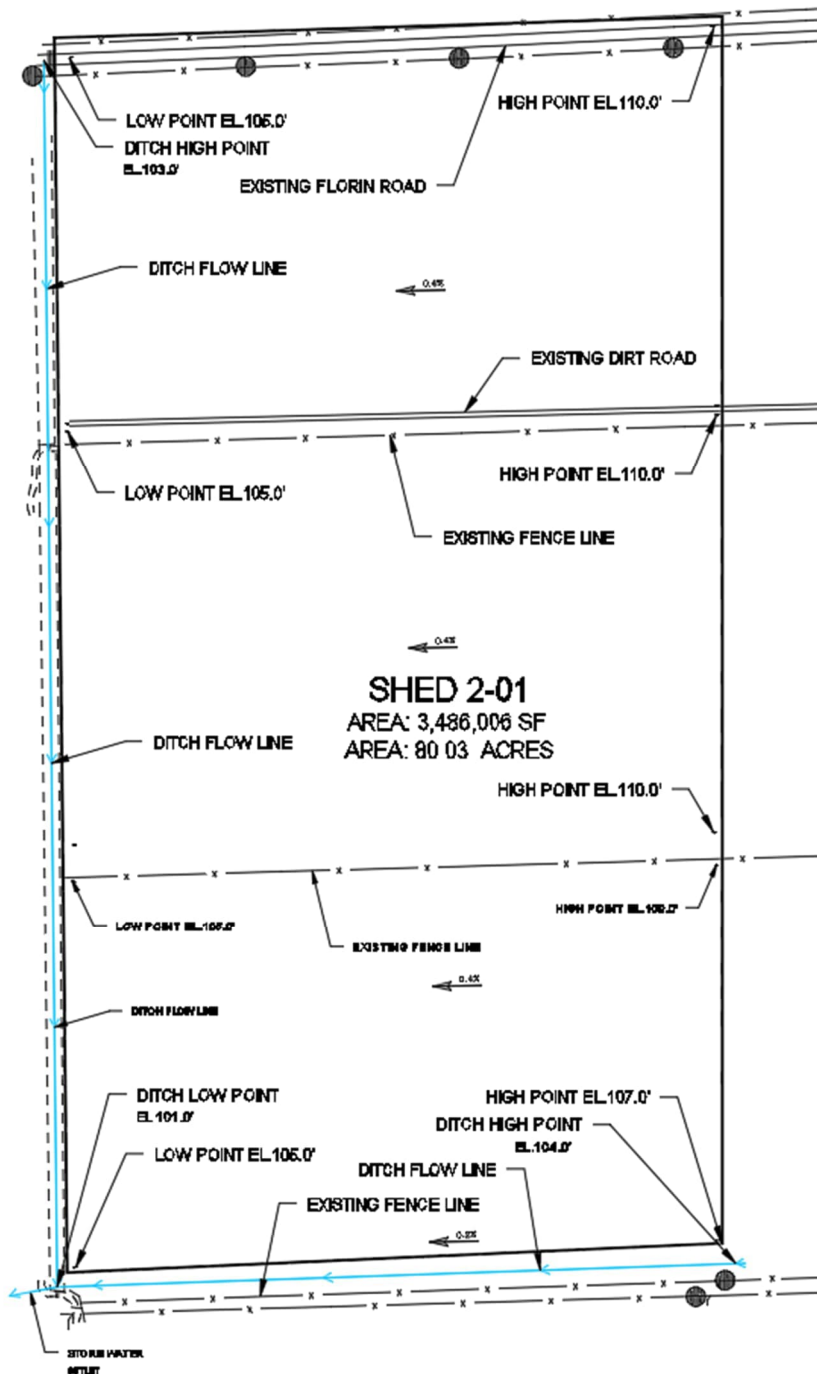 LOW POINT EL.105.0'
HIGH POINT EL.110.0'
DITCH HIGH POINT
EL.103.0'
EXISTING FLORIN ROAD
DITCH FLOW LINE
0.4%
EXISTING DIRT ROAD
LOW POINT EL.105.0'
HIGH POINT EL.110.0'
EXISTING FENCE LINE
0.4%
SHED 2-01
AREA: 3,486,006 SF
AREA: 80 03 ACRES
DITCH FLOW LINE
HIGH POINT EL.110.0'
LOW POINT
HIGH POINT
EXISTING FENCE LINE
0.4%
DITCH FLOW LINE
DITCH LOW POINT
EL.101.0'
HIGH POINT EL.107.0'
DITCH HIGH POINT
EL.104.0'
LOW POINT EL.105.0'
DITCH FLOW LINE
EXISTING FENCE LINE
STORM WATER